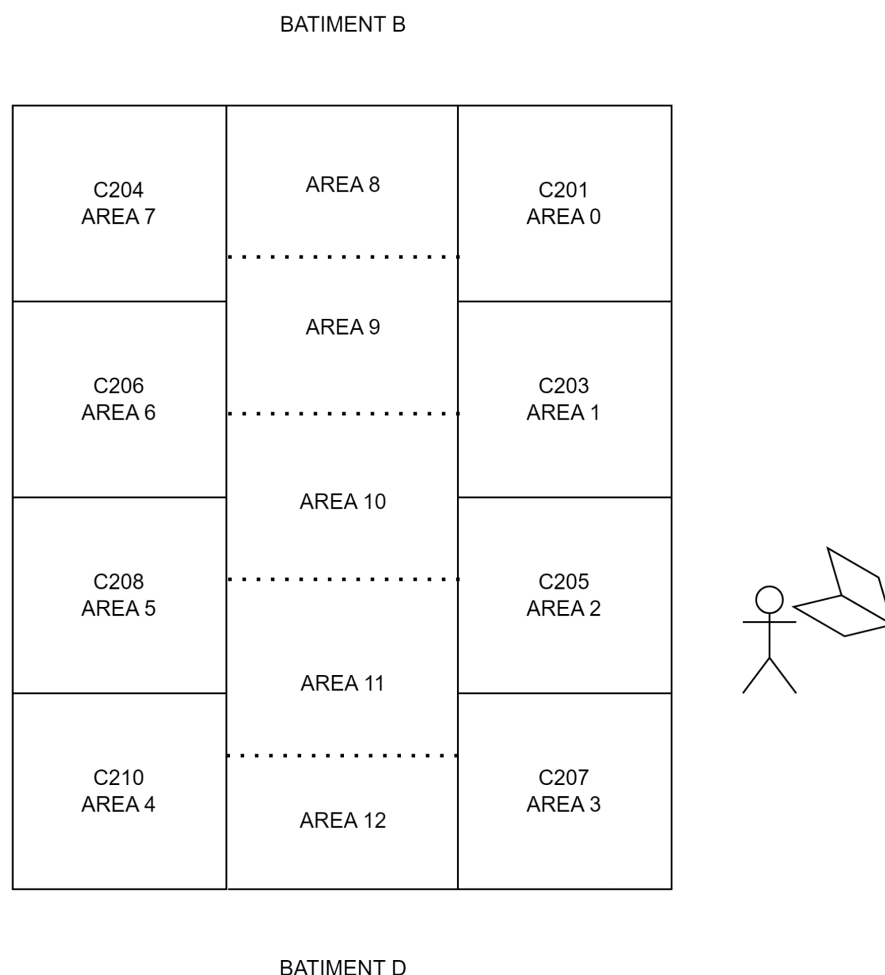 BATIMENT B
C204
AREA 7
AREA 8
C201
AREA 0
AREA 9
C206
AREA 6
C203
AREA 1
AREA 10
C208
AREA 5
C205
AREA 2
AREA 11
C210
AREA 4
AREA 12
C207
AREA 3
BATIMENT D